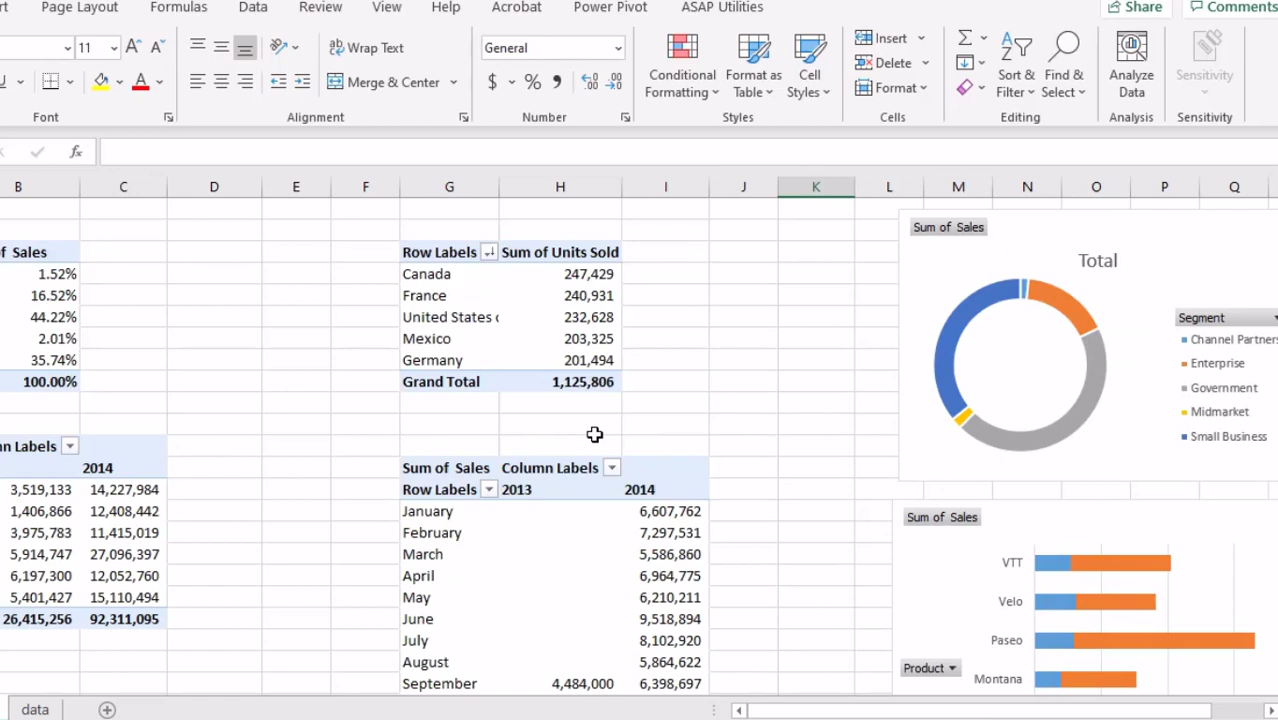 rt Page Layout Formulas Data Review View Help Acrobat Power Pivot ASAP Utilities Share Comments
11 A A Wrap Text General Insert Σ
U A Merge & Center $ % Conditional Formatting Format as Table Cell Styles Delete Format Sort & Filter Find & Select Analyze Data Sensitivity
Font Alignment Number Styles Cells Editing Analysis Sensitivity
fx
B C D E F G H I J K L M N O P Q
Sum of Sales
f Sales Row Labels Sum of Units Sold Total
1.52% Canada 247,429
16.52% France 240,931
44.22% United States o 232,628 Segment
2.01% Mexico 203,325 Channel Partners
35.74% Germany 201,494 Enterprise
100.00% Grand Total 1,125,806 Government
Midmarket
n Labels Small Business
2014 Sum of Sales Column Labels
3,519,133 14,227,984 Row Labels 2013 2014
1,406,866 12,408,442 January 6,607,762 Sum of Sales
3,975,783 11,415,019 February 7,297,531
5,914,747 27,096,397 March 5,586,860 VTT
6,197,300 12,052,760 April 6,964,775
5,401,427 15,110,494 May 6,210,211 Velo
26,415,256 92,311,095 June 9,518,894
July 8,102,920 Paseo
August 5,864,622 Product
September 4,484,000 6,398,697 Montana
data